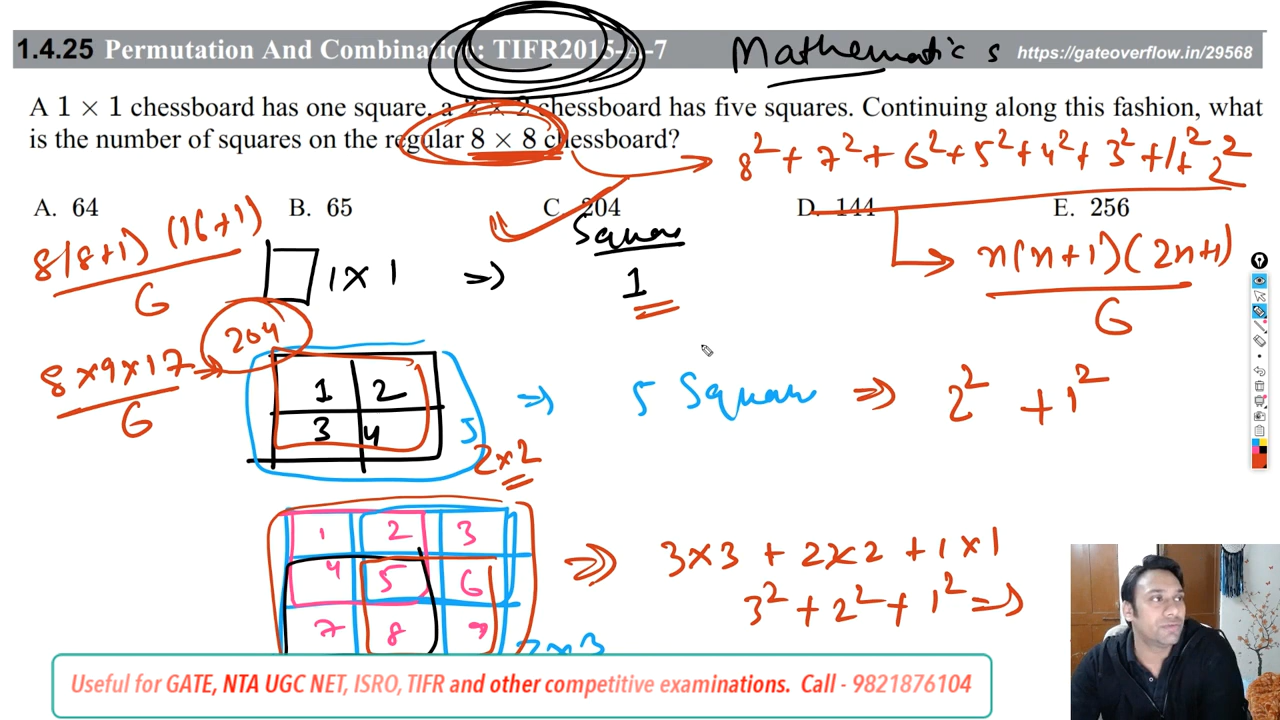 1.4.25 Permutation And Combination: TIFR2015-A-7 Mathematics https://gateoverflow.in/29568
A 1 × 1 chessboard has one square, a 2 × 2 chessboard has five squares. Continuing along this fashion, what
is the number of squares on the regular 8 × 8 chessboard?
8² + 7² + 6² + 5² + 4² + 3² + 1² 2²
A. 64 B. 65 C. 204 D. 144 E. 256
8(8+1) (16+1)
6
Square
□ 1 × 1 ⇒ 1
n(n+1)(2n+1)
6
8×9×17 → 204
6
1 2
3 4 5
2×2
⇒ 5 Square ⇒ 2² + 1²
1 2 3
4 5 6
7 8 9
⇒ 3×3 + 2×2 + 1×1
3² + 2² + 1² ⇒
Useful for GATE, NTA UGC NET, ISRO, TIFR and other competitive examinations. Call - 9821876104